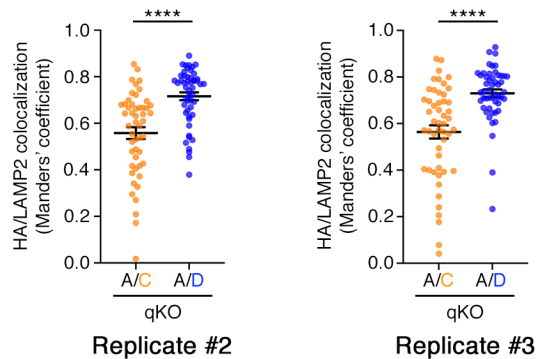 ****
HA/LAMP2 colocalization
(Manders' coefficient)
1.0
0.8
0.6
0.4
0.2
0.0
A/C A/D
qKO
Replicate #2
****
HA/LAMP2 colocalization
(Manders' coefficient)
1.0
0.8
0.6
0.4
0.2
0.0
A/C A/D
qKO
Replicate #3